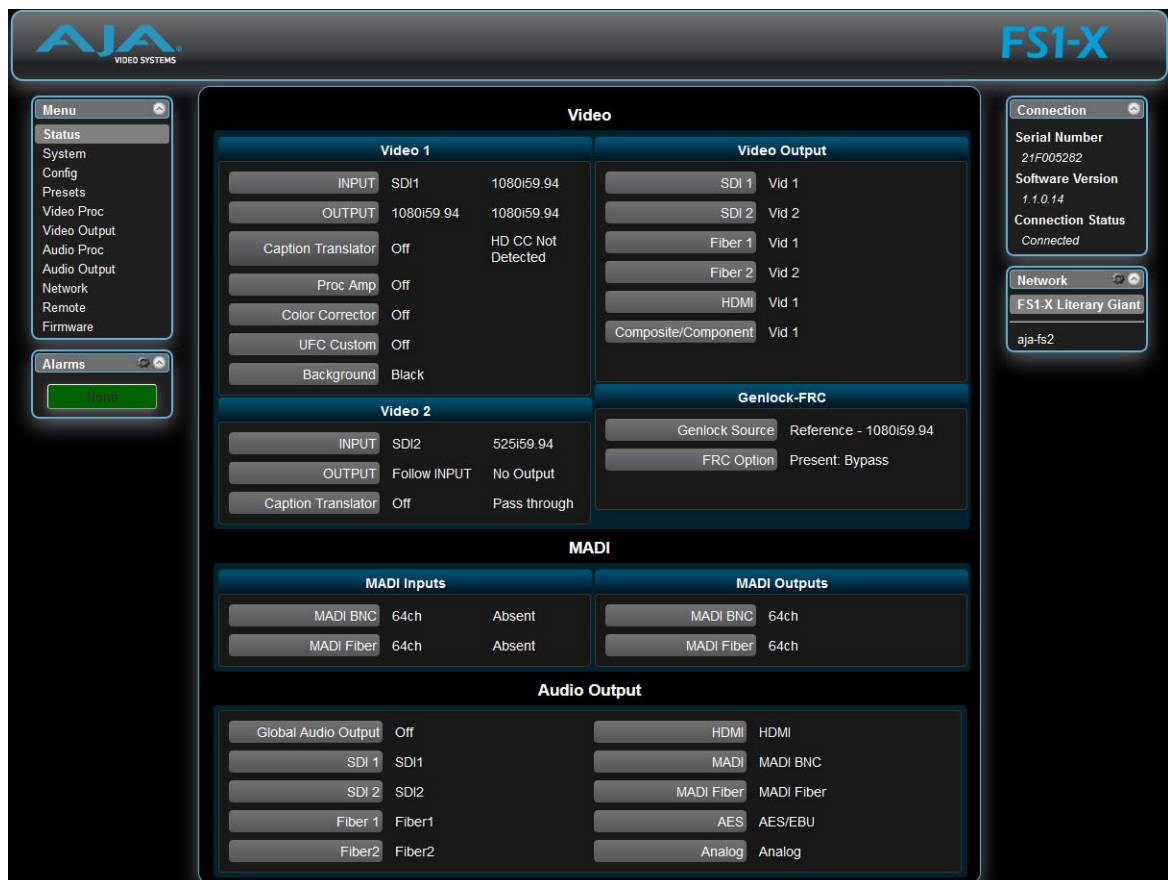 AJA
VIDEO SYSTEMS
FS1-X
Menu
Status
System
Config
Presets
Video Proc
Video Output
Audio Proc
Audio Output
Network
Remote
Firmware
Alarms
None
Video
Video 1
INPUT SDI1 1080i59.94
OUTPUT 1080i59.94 1080i59.94
Caption Translator Off HD CC Not
Detected
Proc Amp Off
Color Corrector Off
UFC Custom Off
Background Black
Video 2
INPUT SDI2 525i59.94
OUTPUT Follow INPUT No Output
Caption Translator Off Pass through
Video Output
SDI 1 Vid 1
SDI 2 Vid 2
Fiber 1 Vid 1
Fiber 2 Vid 2
HDMI Vid 1
Composite/Component Vid 1
Genlock-FRC
Genlock Source Reference - 1080i59.94
FRC Option Present: Bypass
MADI
MADI Inputs
MADI BNC 64ch Absent
MADI Fiber 64ch Absent
MADI Outputs
MADI BNC 64ch
MADI Fiber 64ch
Audio Output
Global Audio Output Off
SDI 1 SDI1
SDI 2 SDI2
Fiber 1 Fiber1
Fiber2 Fiber2
HDMI HDMI
MADI MADI BNC
MADI Fiber MADI Fiber
AES AES/EBU
Analog Analog
Connection
Serial Number
21F005282
Software Version
1.1.0.14
Connection Status
Connected
Network
FS1-X Literary Giant
aja-fs2